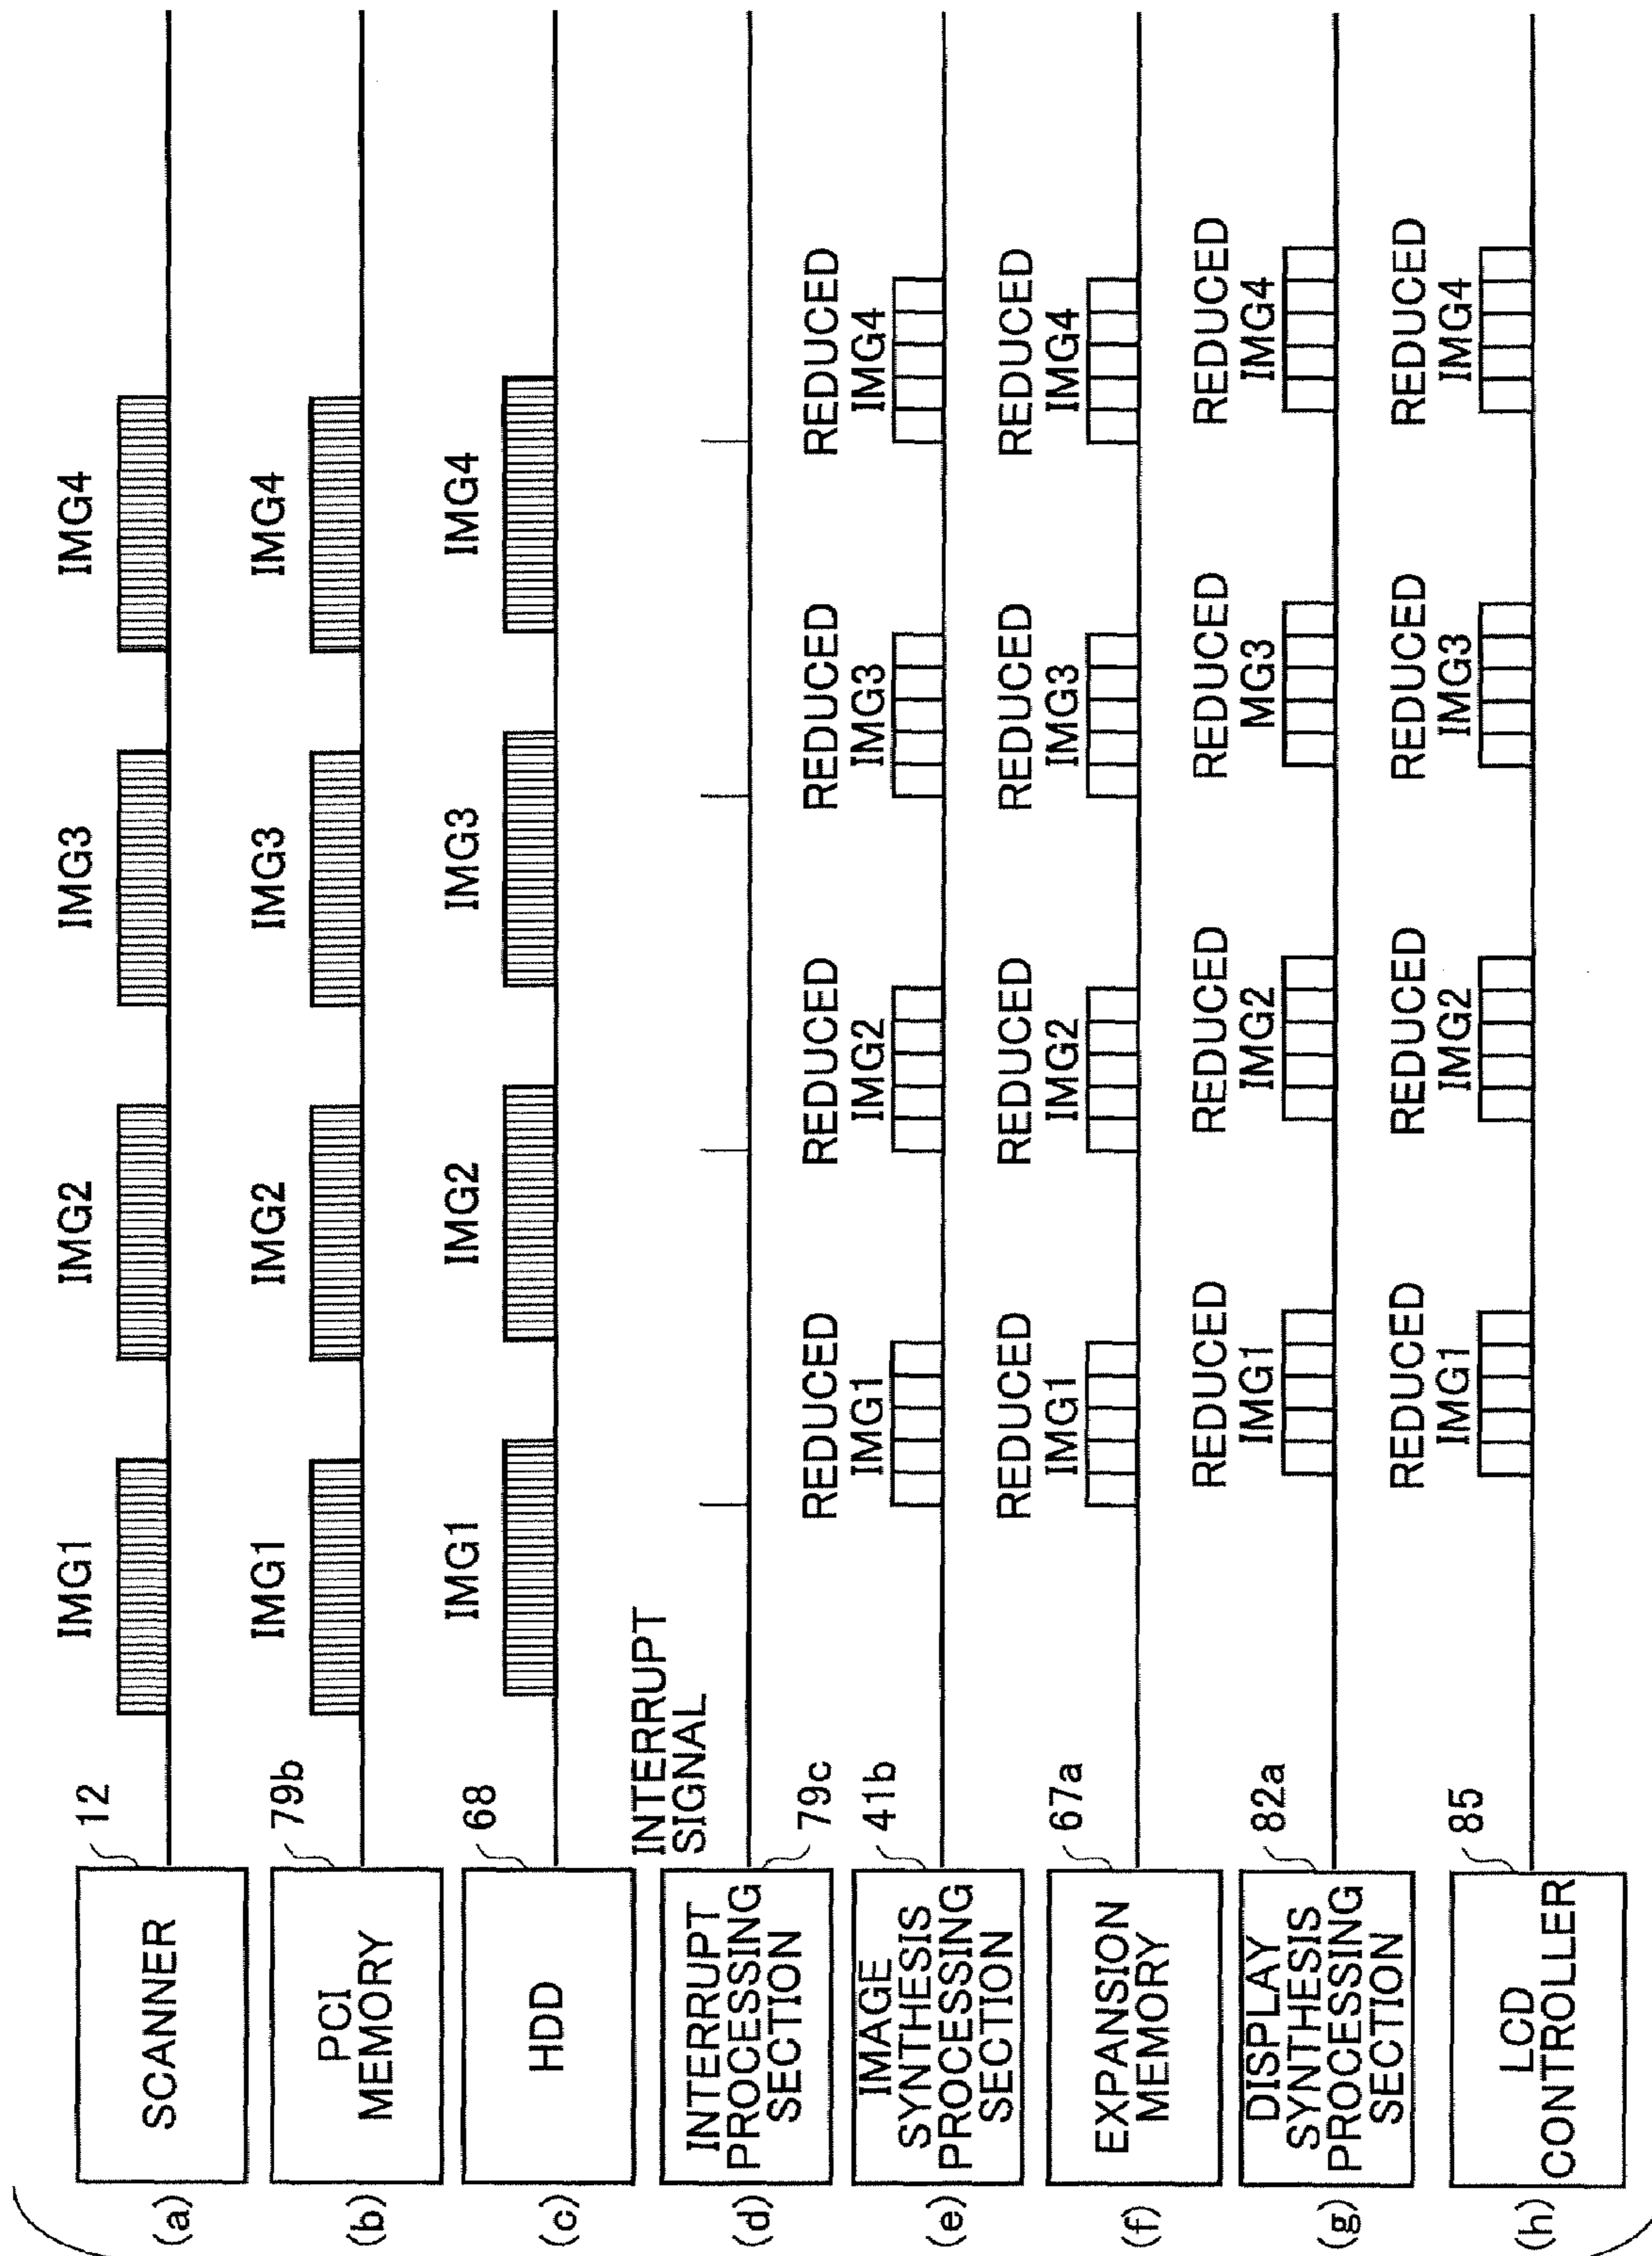 (a)
SCANNER
12
IMG1
IMG2
IMG3
IMG4
(b)
PCI
MEMORY
79b
IMG1
IMG2
IMG3
IMG4
(c)
HDD
68
IMG1
IMG2
IMG3
IMG4
(d)
INTERRUPT
PROCESSING
SECTION
INTERRUPT
SIGNAL
79c
(e)
IMAGE
SYNTHESIS
PROCESSING
SECTION
41b
REDUCED
IMG1
REDUCED
IMG2
REDUCED
IMG3
REDUCED
IMG4
(f)
EXPANSION
MEMORY
67a
REDUCED
IMG1
REDUCED
IMG2
REDUCED
IMG3
REDUCED
IMG4
(g)
DISPLAY
SYNTHESIS
PROCESSING
SECTION
82a
REDUCED
IMG1
REDUCED
IMG2
REDUCED
MG3
REDUCED
IMG4
(h)
LCD
CONTROLLER
85
REDUCED
IMG1
REDUCED
IMG2
REDUCED
IMG3
REDUCED
IMG4